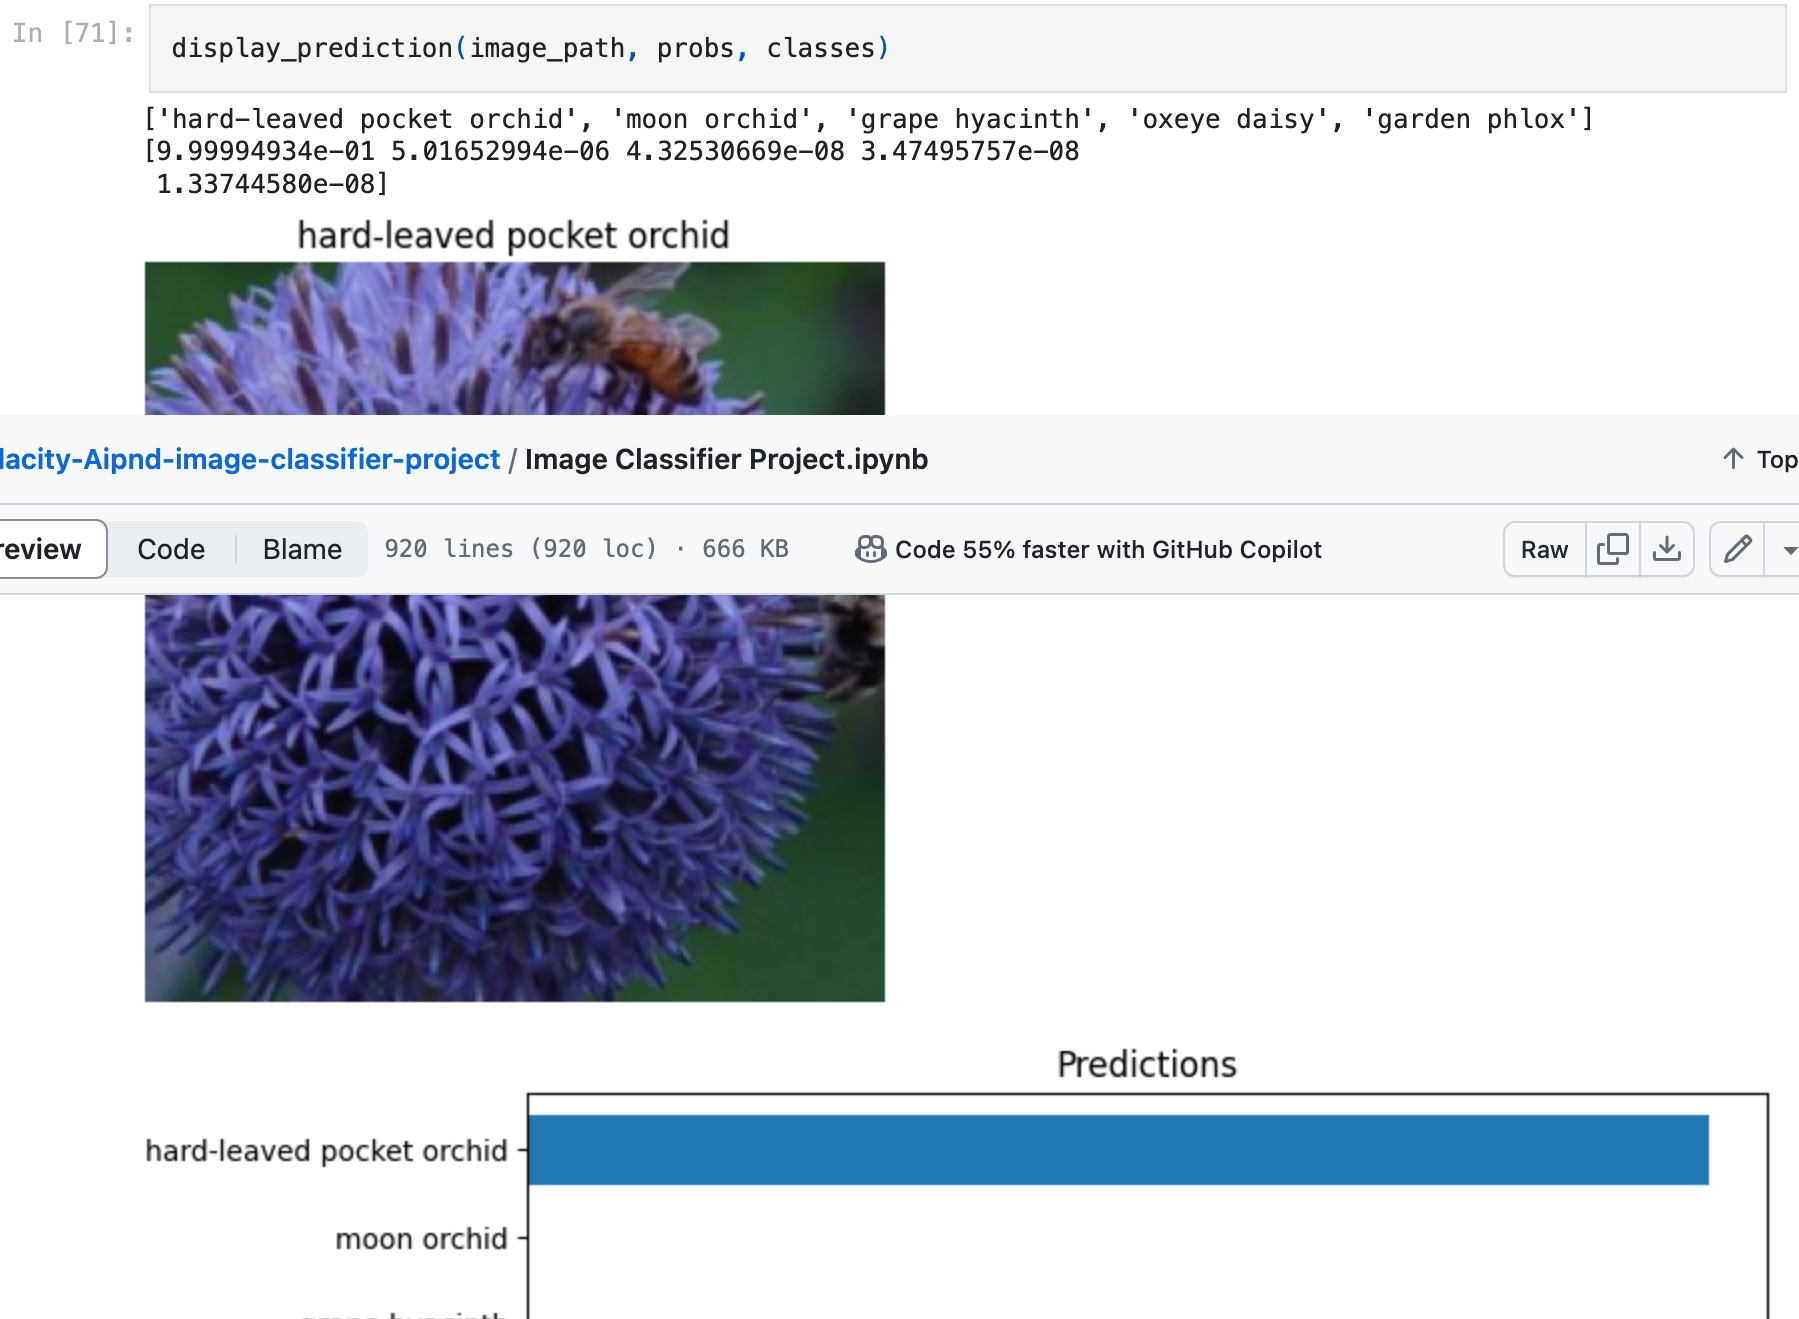 In [71]:
display_prediction(image_path, probs, classes)
['hard-leaved pocket orchid', 'moon orchid', 'grape hyacinth', 'oxeye daisy', 'garden phlox']
[9.99994934e-01 5.01652994e-06 4.32530669e-08 3.47495757e-08
1.33744580e-08]
hard-leaved pocket orchid
lacity-Aipnd-image-classifier-project / Image Classifier Project.ipynb
↑ Top
review Code Blame 920 lines (920 loc) · 666 KB Code 55% faster with GitHub Copilot Raw
Predictions
hard-leaved pocket orchid
moon orchid